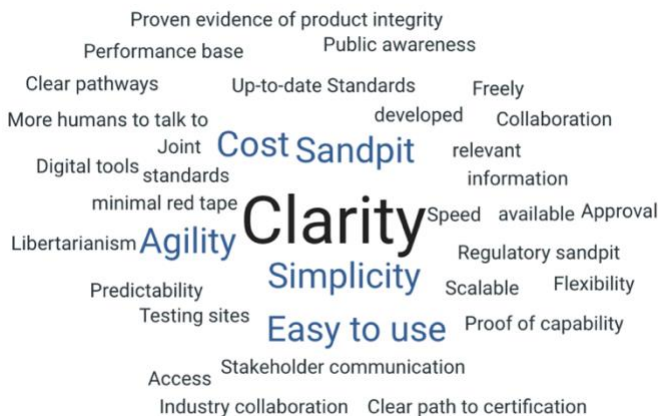 Proven evidence of product integrity
Performance base
Public awareness
Clear pathways
Up-to-date Standards
Freely
More humans to talk to
developed
Collaboration
Joint
Cost
Sandpit
relevant
Digital tools
standards
information
minimal red tape
Clarity
Speed
available
Approval
Libertarianism
Agility
Regulatory sandpit
Simplicity
Predictability
Scalable
Flexibility
Testing sites
Easy to use
Proof of capability
Stakeholder communication
Access
Industry collaboration
Clear path to certification